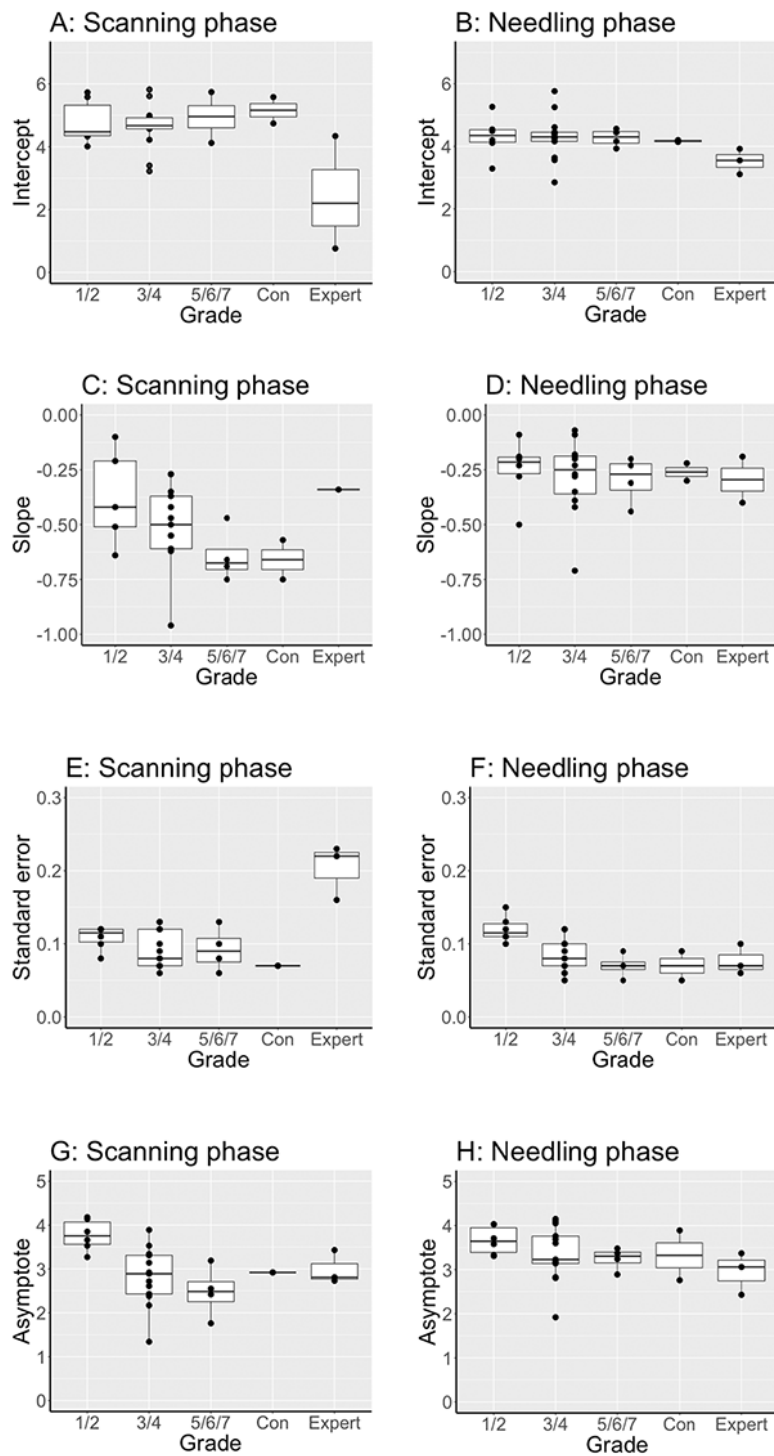 A: Scanning phase
B: Needling phase
6
4
2
0
Intercept
1/2 3/4 5/6/7 Con Expert
Grade
6
4
2
0
Intercept
1/2 3/4 5/6/7 Con Expert
Grade
C: Scanning phase
D: Needling phase
0.00
-0.25
-0.50
-0.75
-1.00
Slope
1/2 3/4 5/6/7 Con Expert
Grade
0.00
-0.25
-0.50
-0.75
-1.00
Slope
1/2 3/4 5/6/7 Con Expert
Grade
E: Scanning phase
F: Needling phase
0.3
0.2
0.1
0.0
Standard error
1/2 3/4 5/6/7 Con Expert
Grade
0.3
0.2
0.1
0.0
Standard error
1/2 3/4 5/6/7 Con Expert
Grade
G: Scanning phase
H: Needling phase
5
4
3
2
1
0
Asymptote
1/2 3/4 5/6/7 Con Expert
Grade
5
4
3
2
1
0
Asymptote
1/2 3/4 5/6/7 Con Expert
Grade